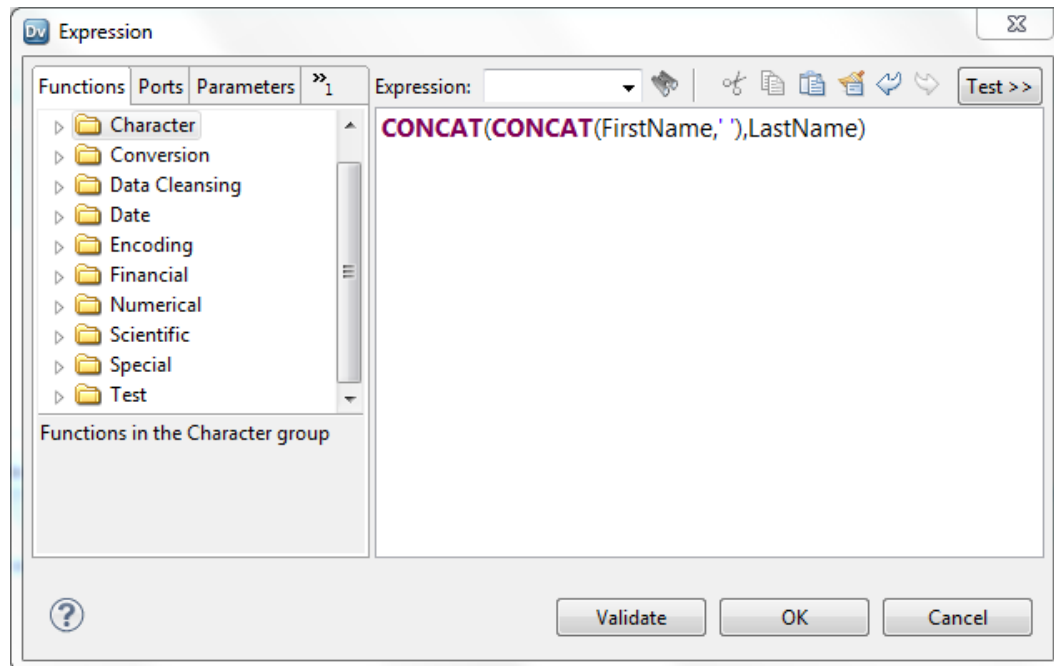 Dv Expression
Functions Ports Parameters »1 Expression: Test >>
Character
Conversion
Data Cleansing
Date
Encoding
Financial
Numerical
Scientific
Special
Test
Functions in the Character group
CONCAT(CONCAT(FirstName,' '),LastName)
? Validate OK Cancel